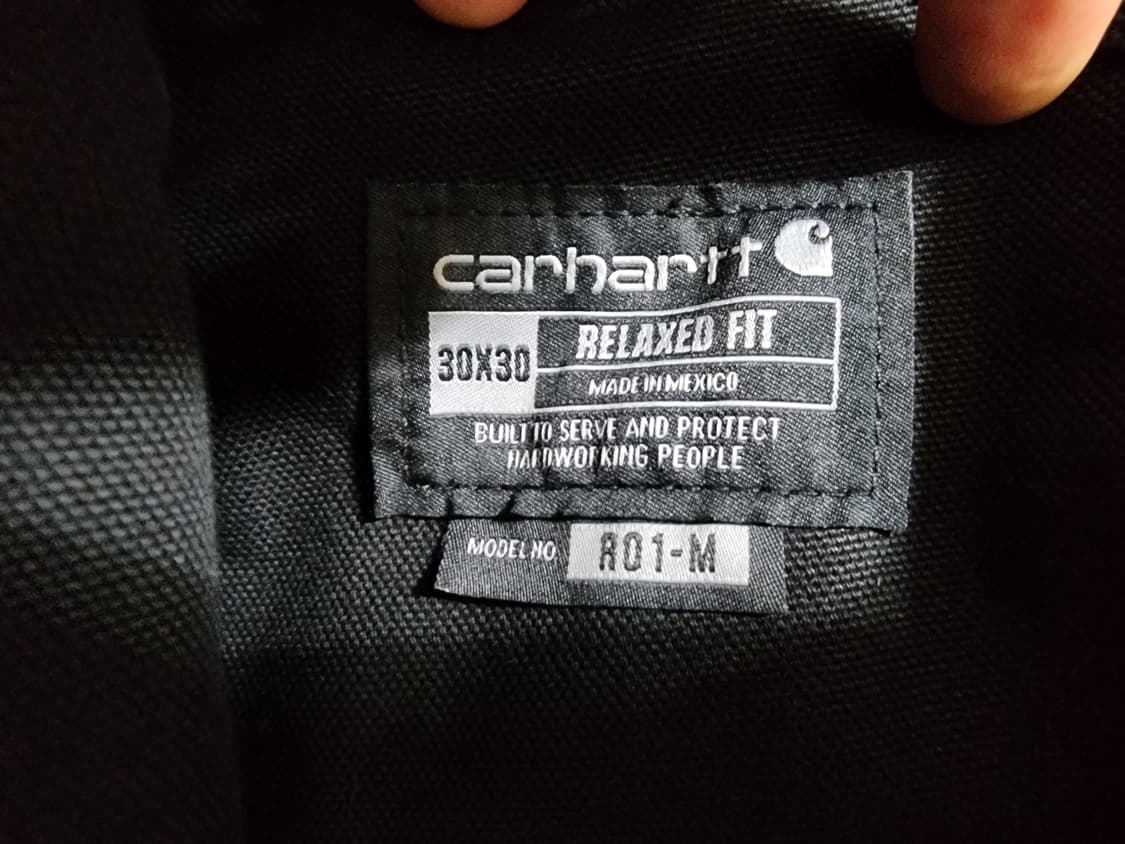 carhartt
30X30
RELAXED FIT
MADE IN MEXICO
BUILT TO SERVE AND PROTECT
HARDWORKING PEOPLE
MODEL NO. R01-M